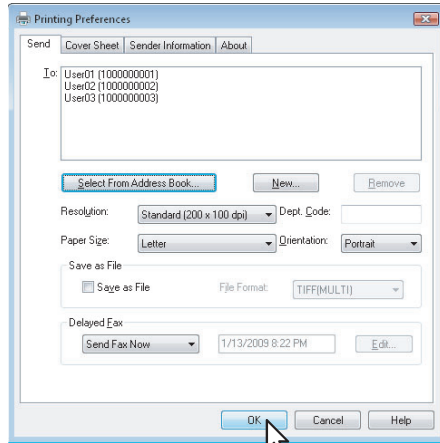 Printing Preferences
Send Cover Sheet Sender Information About
To: User01 (1000000001)
User02 (1000000002)
User03 (1000000003)
Select From Address Book... New... Remove
Resolution: Standard (200 x 100 dpi) Dept. Code:
Paper Size: Letter Orientation: Portrait
Save as File
Save as File File Format: TIFF(MULTI)
Delayed Fax
Send Fax Now 1/13/2009 8:22 PM Edit...
OK Cancel Help